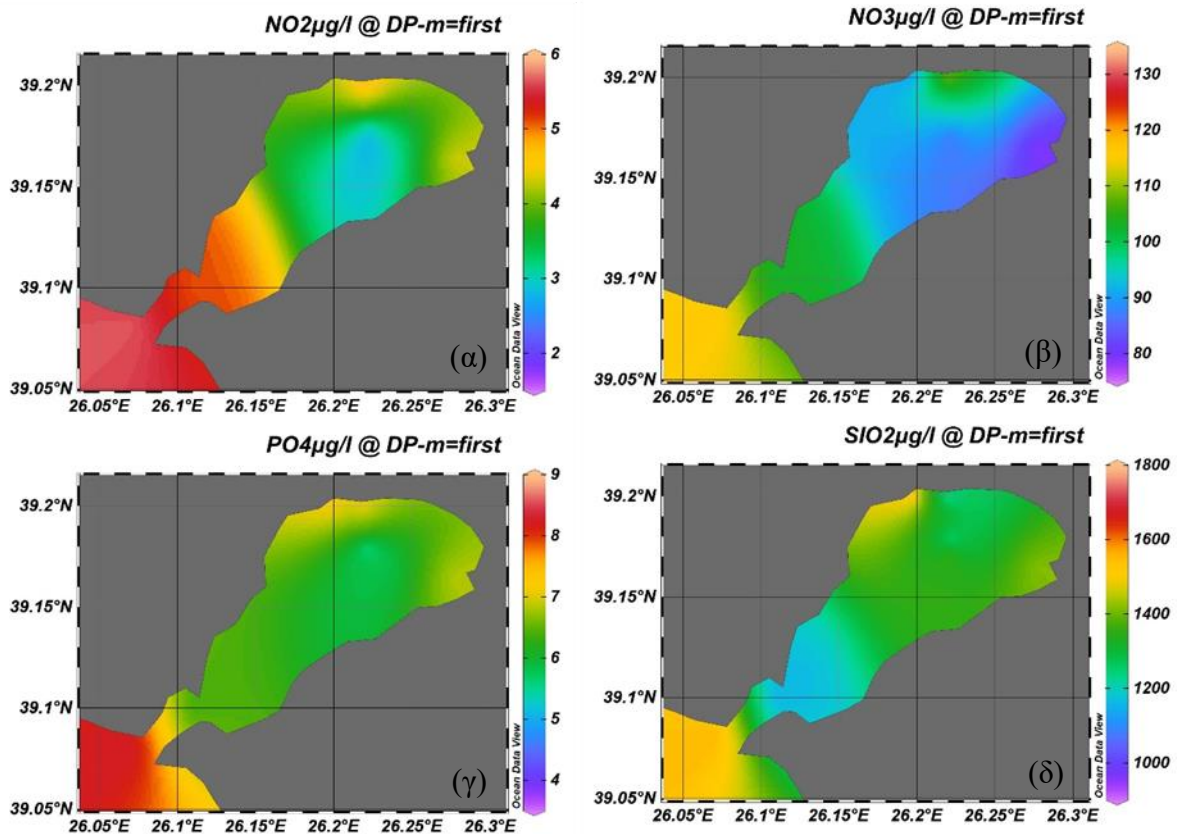 NO2µg/l @ DP-m=first
39.2°N
39.15°N
39.1°N
39.05°N
26.05°E 26.1°E 26.15°E 26.2°E 26.25°E 26.3°E
6
5
4
3
2
Ocean Data View
(α)
NO3µg/l @ DP-m=first
39.2°N
39.15°N
39.1°N
39.05°N
26.05°E 26.1°E 26.15°E 26.2°E 26.25°E 26.3°E
130
120
110
100
90
80
Ocean Data View
(β)
PO4µg/l @ DP-m=first
39.2°N
39.15°N
39.1°N
39.05°N
26.05°E 26.1°E 26.15°E 26.2°E 26.25°E 26.3°E
9
8
7
6
5
4
Ocean Data View
(γ)
SIO2µg/l @ DP-m=first
39.2°N
39.15°N
39.1°N
39.05°N
26.05°E 26.1°E 26.15°E 26.2°E 26.25°E 26.3°E
1800
1600
1400
1200
1000
Ocean Data View
(δ)